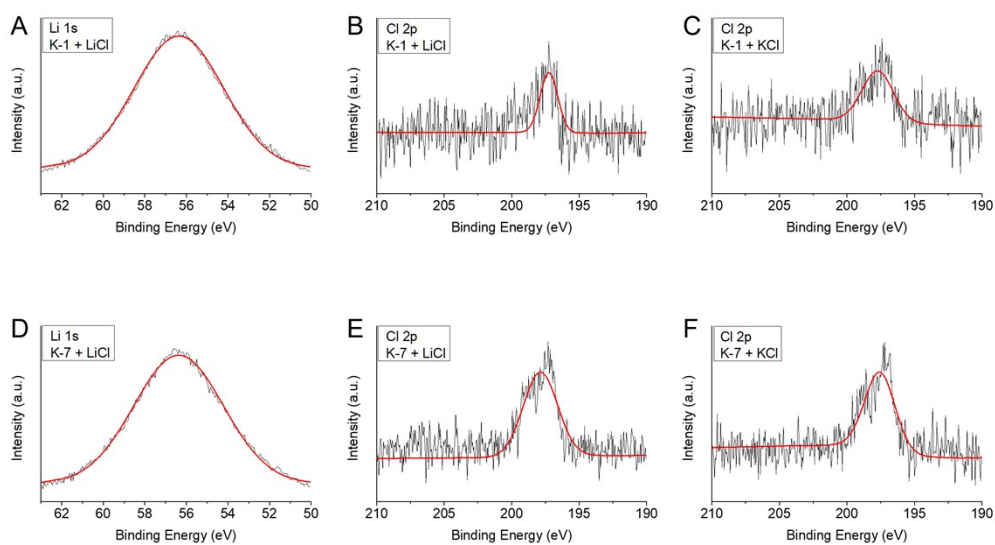 A
Li 1s
K-1 + LiCl
Intensity (a.u.)
62 60 58 56 54 52 50
Binding Energy (eV)
B
Cl 2p
K-1 + LiCl
Intensity (a.u.)
210 205 200 195 190
Binding Energy (eV)
C
Cl 2p
K-1 + KCl
Intensity (a.u.)
210 205 200 195 190
Binding Energy (eV)
D
Li 1s
K-7 + LiCl
Intensity (a.u.)
62 60 58 56 54 52 50
Binding Energy (eV)
E
Cl 2p
K-7 + LiCl
Intensity (a.u.)
210 205 200 195 190
Binding Energy (eV)
F
Cl 2p
K-7 + KCl
Intensity (a.u.)
210 205 200 195 190
Binding Energy (eV)